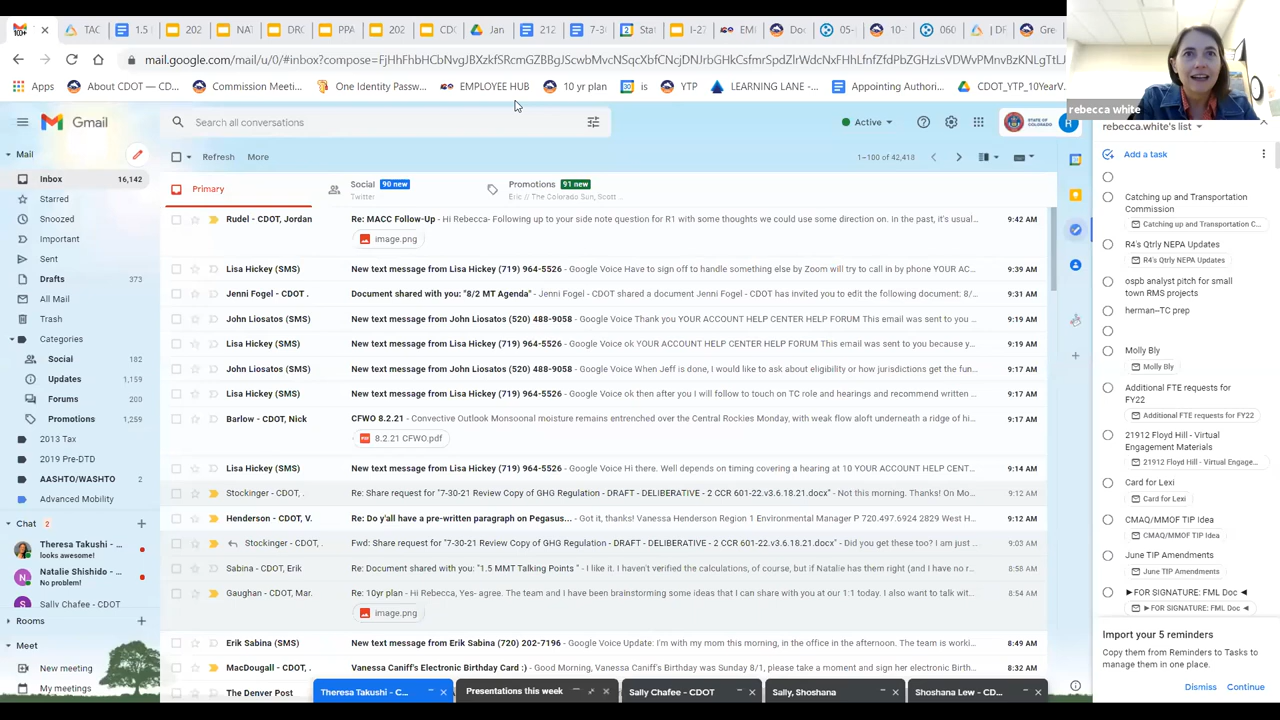 100+
TAC
1.5
202
NAT
PPA
202
CD
Jan
212
7-3
Stat
I-27
EM
Doc
05-
10-
060
DR
Gre
mail.google.com/mail/u/0/#inbox?compose=
Apps
About CDOT — CD...
Commission Meeti...
One Identity Passw...
EMPLOYEE HUB
10 yr plan
is
YTP
LEARNING LANE -...
Appointing Authori...
CDOT_YTP_10YearV...
rebecca white
Gmail
Search all conversations
Active
STATE OF COLORADO
R
rebecca.white's list
Mail
Refresh
More
1–100 of 42,418
Add a task
Inbox 16,142
Starred
Snoozed
Important
Sent
Drafts 373
All Mail
Trash
Categories
Social 182
Updates 1,159
Forums 200
Promotions 1,259
2013 Tax
2019 Pre-DTD
AASHTO/WASHTO 2
Advanced Mobility
Chat 2
Theresa Takushi - ...
looks awesome!
N
Natalie Shishido - ...
No problem!
S
Sally Chafee - CDOT
Rooms
Meet
New meeting
My meetings
Primary
Social 90 new
Twitter
Promotions 91 new
Eric // The Colorado Sun, Scott ...
Rudel - CDOT, Jordan Re: MACC Follow-Up - Hi Rebecca- Following up to your side note question for R1 with some thoughts we could use some direction on. In the past, it's usual... 9:42 AM
image.png
Lisa Hickey (SMS) New text message from Lisa Hickey (719) 964-5526 - Google Voice Have to sign off to handle something else by Zoom will try to call in by phone YOUR AC... 9:39 AM
Jenni Fogel - CDOT . Document shared with you: "8/2 MT Agenda" - Jenni Fogel - CDOT shared a document Jenni Fogel - CDOT has invited you to edit the following document: 8/... 9:31 AM
John Liosatos (SMS) New text message from John Liosatos (520) 488-9058 - Google Voice Thank you YOUR ACCOUNT HELP CENTER HELP FORUM This email was sent to you ... 9:19 AM
Lisa Hickey (SMS) New text message from Lisa Hickey (719) 964-5526 - Google Voice ok YOUR ACCOUNT HELP CENTER HELP FORUM This email was sent to you because y... 9:19 AM
John Liosatos (SMS) New text message from John Liosatos (520) 488-9058 - Google Voice When Jeff is done, I would like to ask about eligibility or how jurisdictions get the fun... 9:17 AM
Lisa Hickey (SMS) New text message from Lisa Hickey (719) 964-5526 - Google Voice ok then after you I will follow to touch on TC role and hearings and recommend written ... 9:17 AM
Barlow - CDOT, Nick CFWO 8.2.21 - Convective Outlook Monsoonal moisture remains entrenched over the Central Rockies Monday, with weak flow aloft underneath a ridge of hi... 9:17 AM
PDF 8.2.21 CFWO.pdf
Lisa Hickey (SMS) New text message from Lisa Hickey (719) 964-5526 - Google Voice Hi there. Well depends on timing covering a hearing at 10 YOUR ACCOUNT HELP CENT... 9:14 AM
Stockinger - CDOT, . Re: Share request for "7-30-21 Review Copy of GHG Regulation - DRAFT - DELIBERATIVE - 2 CCR 601-22.v3.6.18.21.docx" - Not this morning. Thanks! On Mo... 9:12 AM
Henderson - CDOT, V. Re: Do y'all have a pre-written paragraph on Pegasus... - Got it, thanks! Vanessa Henderson Region 1 Environmental Manager P 720.497.6924 2829 West H... 9:12 AM
Stockinger - CDOT, . Fwd: Share request for "7-30-21 Review Copy of GHG Regulation - DRAFT - DELIBERATIVE - 2 CCR 601-22.v3.6.18.21.docx" - Did you get these too? I am just ... 9:03 AM
Sabina - CDOT, Erik Re: Document shared with you: "1.5 MMT Talking Points " - I like it. I haven't verified the calculations, of course, but if Natalie has them right (and I have no r... 8:58 AM
Gaughan - CDOT, Mar. Re: 10yr plan - Hi Rebecca, Yes- agree. The team and I have been brainstorming some ideas that I can share with you at our 1:1 today. I also want to talk wit... 8:54 AM
image.png
Erik Sabina (SMS) New text message from Erik Sabina (720) 202-7196 - Google Voice Update: I'm with my mom this morning, in the office in the afternoon. The team is worki... 8:49 AM
MacDougall - CDOT, . Vanessa Caniff's Electronic Birthday Card :) - Good Morning, Vanessa Caniff's Birthday was Sunday 8/1, please take a moment and sign her electronic Birth... 8:32 AM
The Denver Post
Theresa Takushi - C...
Presentations this week
Sally Chafee - CDOT
Sally, Shoshana
Shoshana Lew - CD...
Catching up and Transportation
Commission
Catching up and Transportation C...
R4's Qtrly NEPA Updates
R4's Qtrly NEPA Updates
ospb analyst pitch for small
town RMS projects
herman--TC prep
Molly Bly
Molly Bly
Additional FTE requests for
FY22
Additional FTE requests for FY22
21912 Floyd Hill - Virtual
Engagement Materials
21912 Floyd Hill - Virtual Engage...
Card for Lexi
Card for Lexi
CMAQ/MMOF TIP Idea
CMAQ/MMOF TIP Idea
June TIP Amendments
June TIP Amendments
►FOR SIGNATURE: FML Doc ◄
►FOR SIGNATURE: FML Doc ◄
Import your 5 reminders
Copy them from Reminders to Tasks to
manage them in one place.
Dismiss Continue